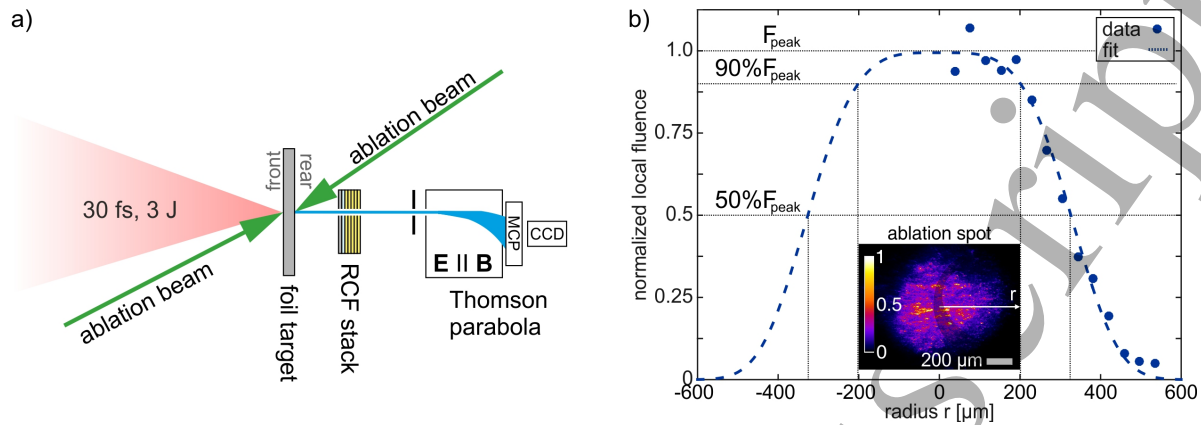 a)
30 fs, 3 J
ablation beam
ablation beam
front
rear
foil target
RCF stack
E II B
MCP
CCD
Thomson
parabola
b)
normalized local fluence
1.0
0.75
0.5
0.25
0
F_peak
90%F_peak
50%F_peak
data
fit
ablation spot
1
0.5
0
r
200 µm
-600
-400
-200
0
200
400
600
radius r [µm]